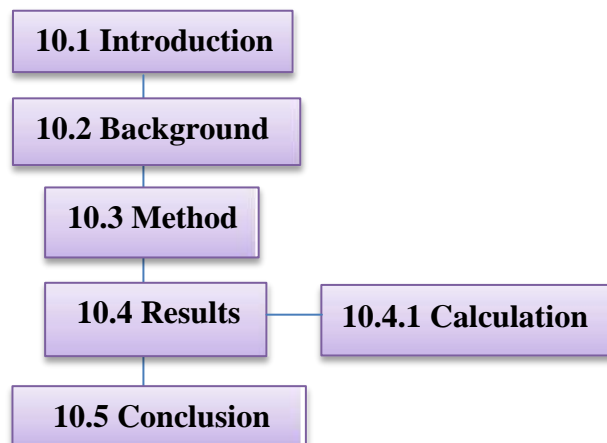 10.1 Introduction
10.2 Background
10.3 Method
10.4 Results
10.4.1 Calculation
10.5 Conclusion